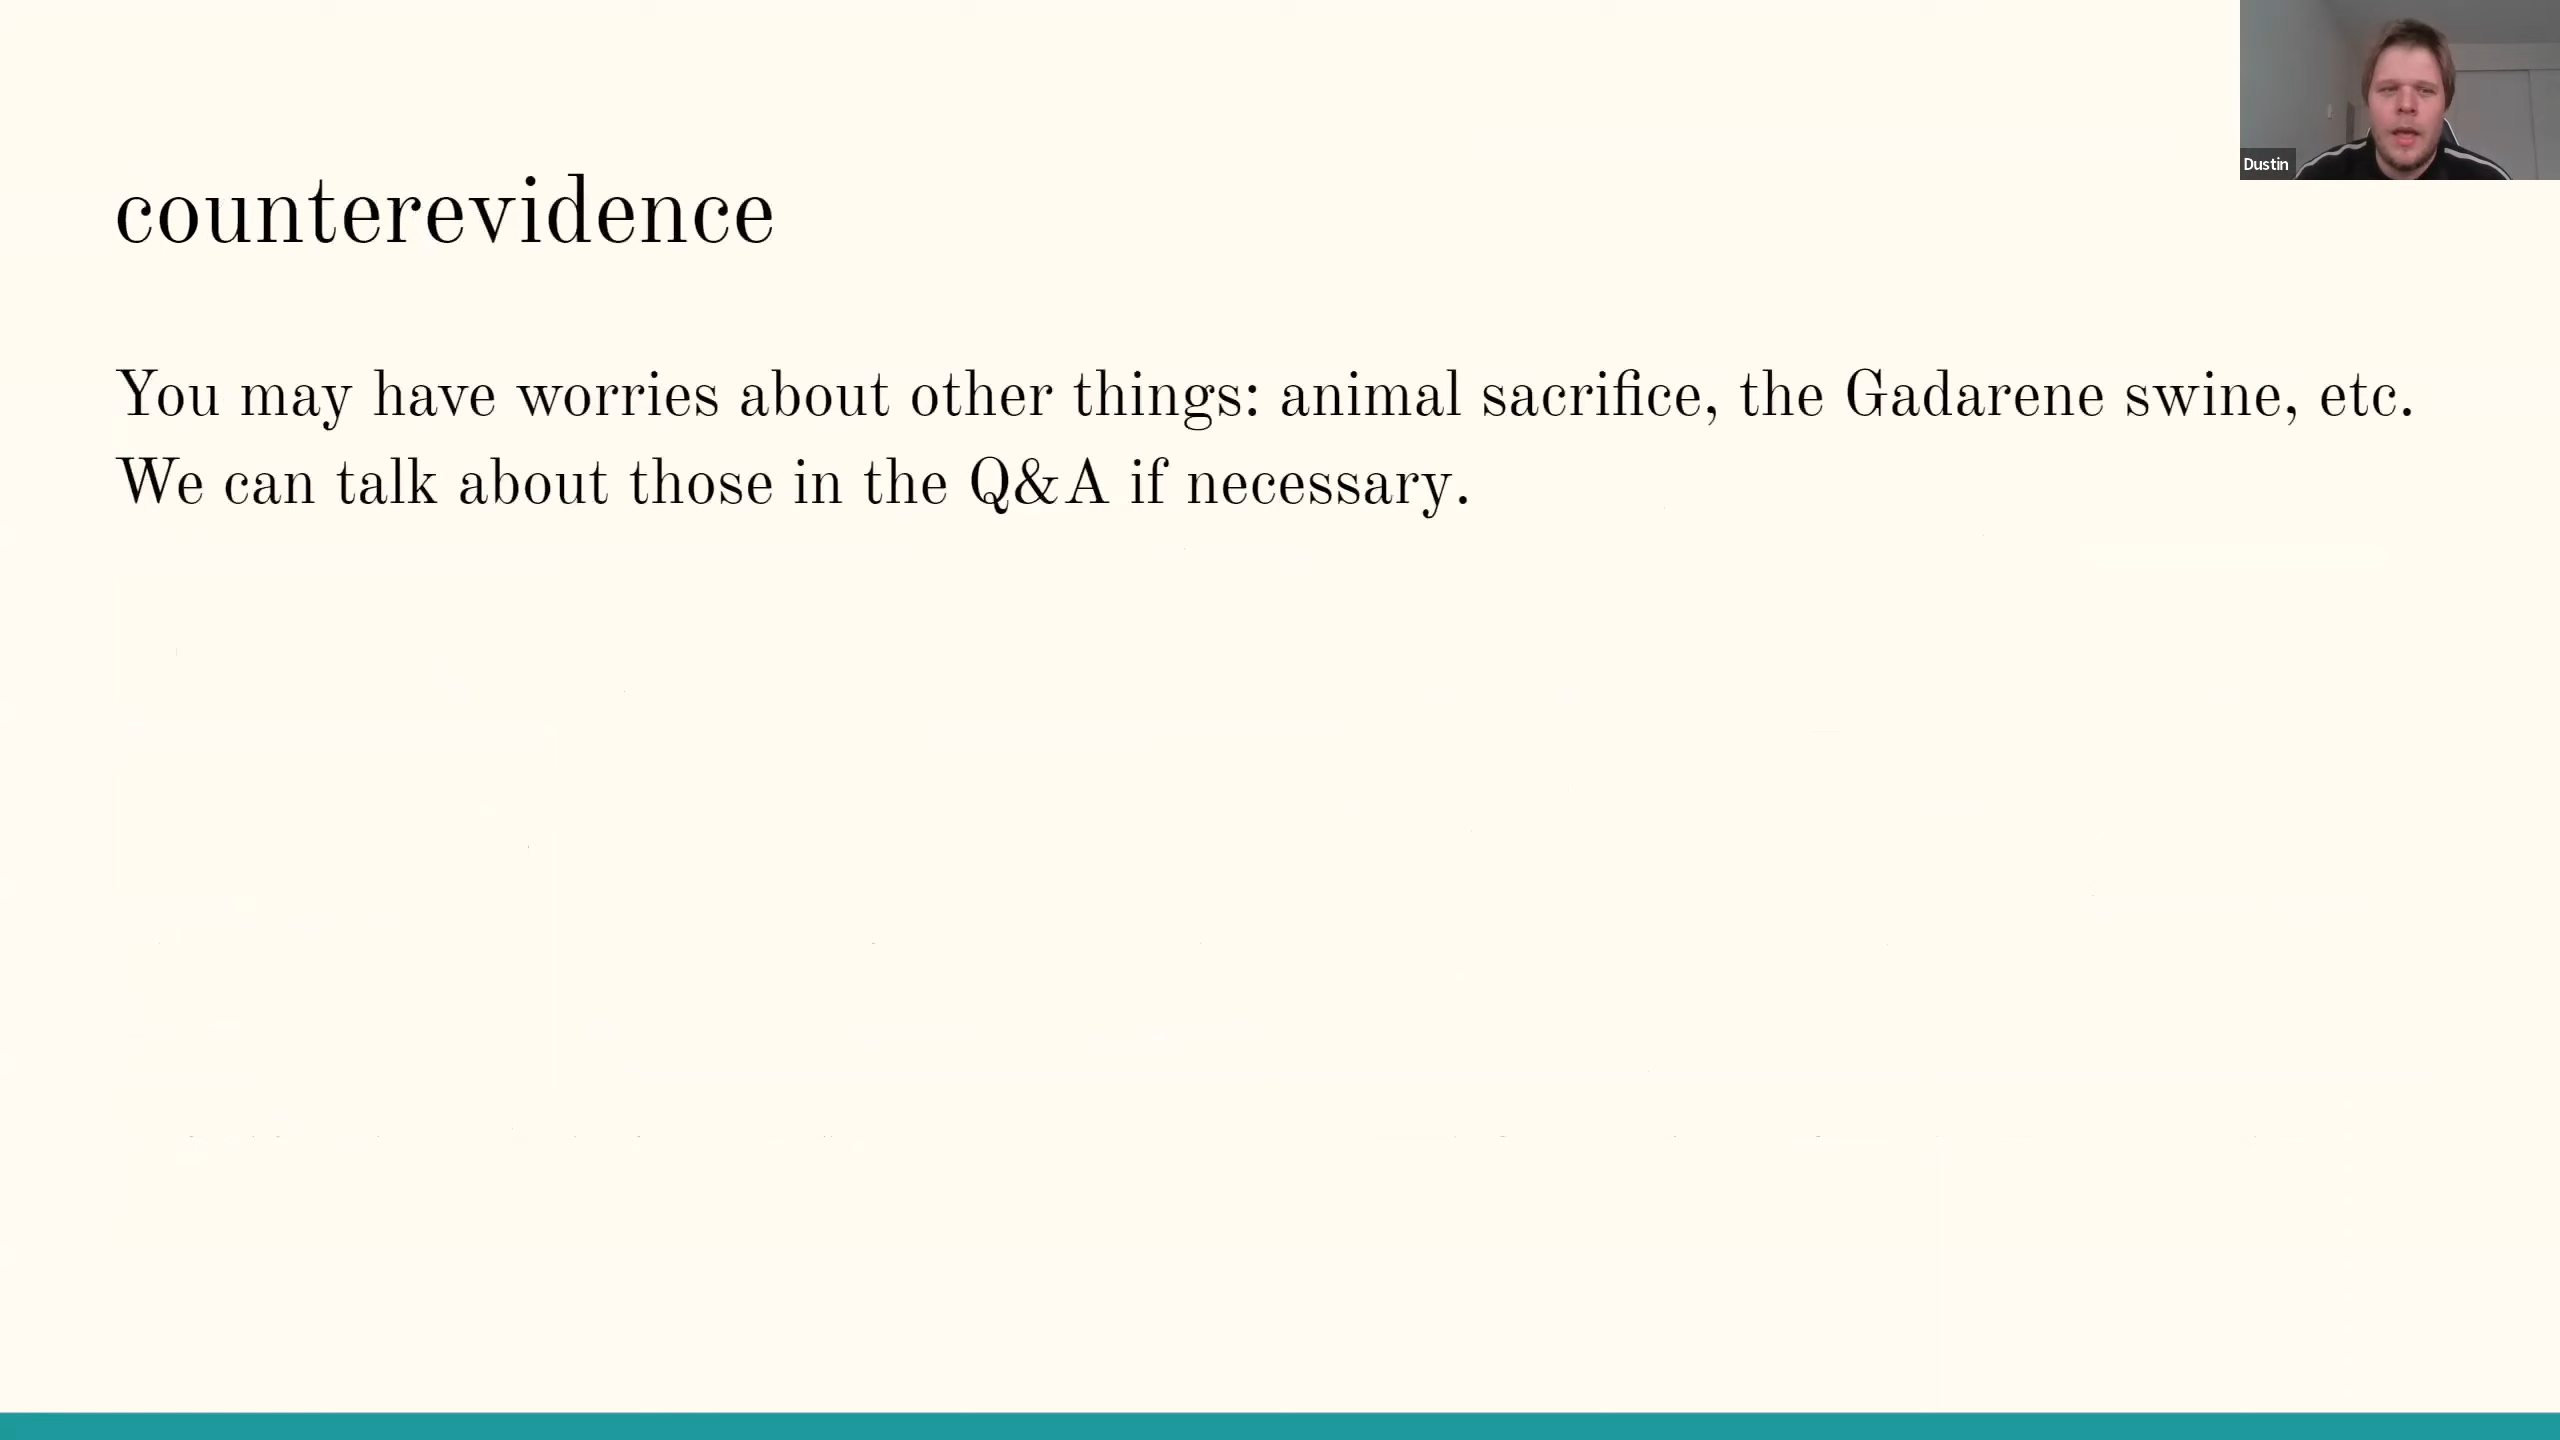 Dustin
counterevidence
You may have worries about other things: animal sacrifice, the Gadarene swine, etc.
We can talk about those in the Q&A if necessary.